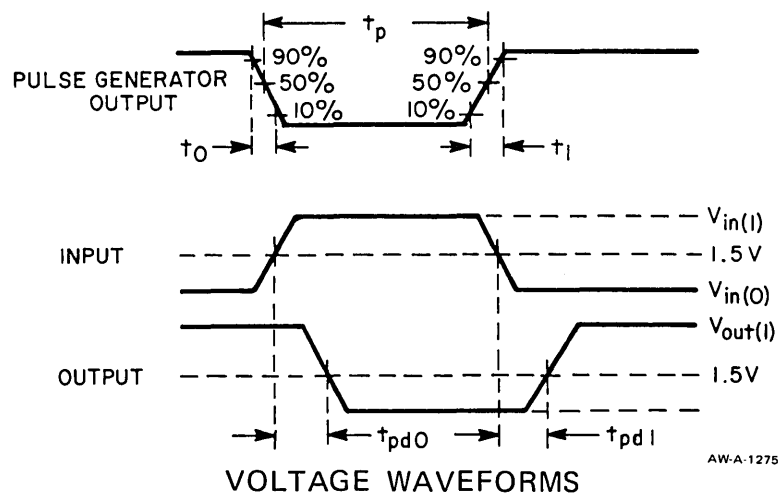 tp
90% 90%
PULSE GENERATOR
OUTPUT
50% 50%
10% 10%
t0 t1
Vin(1)
INPUT 1.5V
Vin(0)
Vout(1)
OUTPUT 1.5V
tpd0 tpd1
AW-A-1275
VOLTAGE WAVEFORMS